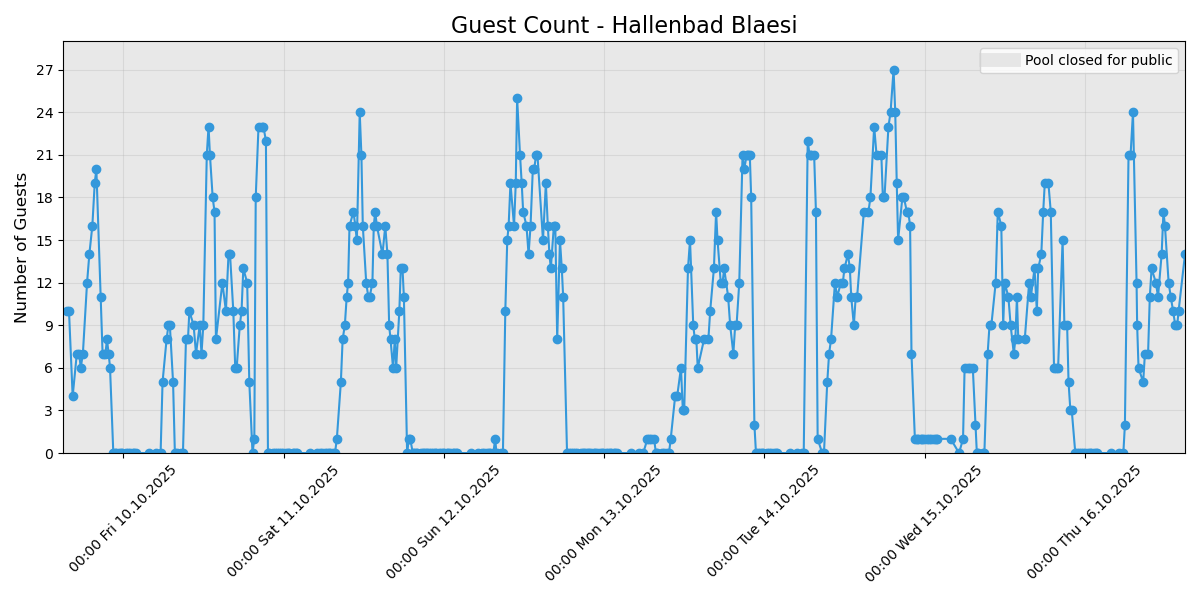 Guest Count - Hallenbad Blaesi
Pool closed for public
Number of Guests
27
24
21
18
15
12
9
6
3
0
00:00 Fri 10.10.2025
00:00 Sat 11.10.2025
00:00 Sun 12.10.2025
00:00 Mon 13.10.2025
00:00 Tue 14.10.2025
00:00 Wed 15.10.2025
00:00 Thu 16.10.2025